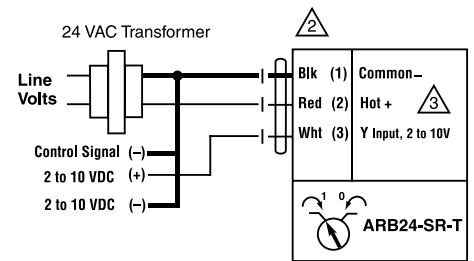 24 VAC Transformer
2
Line
Volts
Blk (1) Common –
Red (2) Hot +
3
Wht (3) Y Input, 2 to 10V
Control Signal (–)
2 to 10 VDC (+)
2 to 10 VDC (–)
1 0
ARB24-SR-T